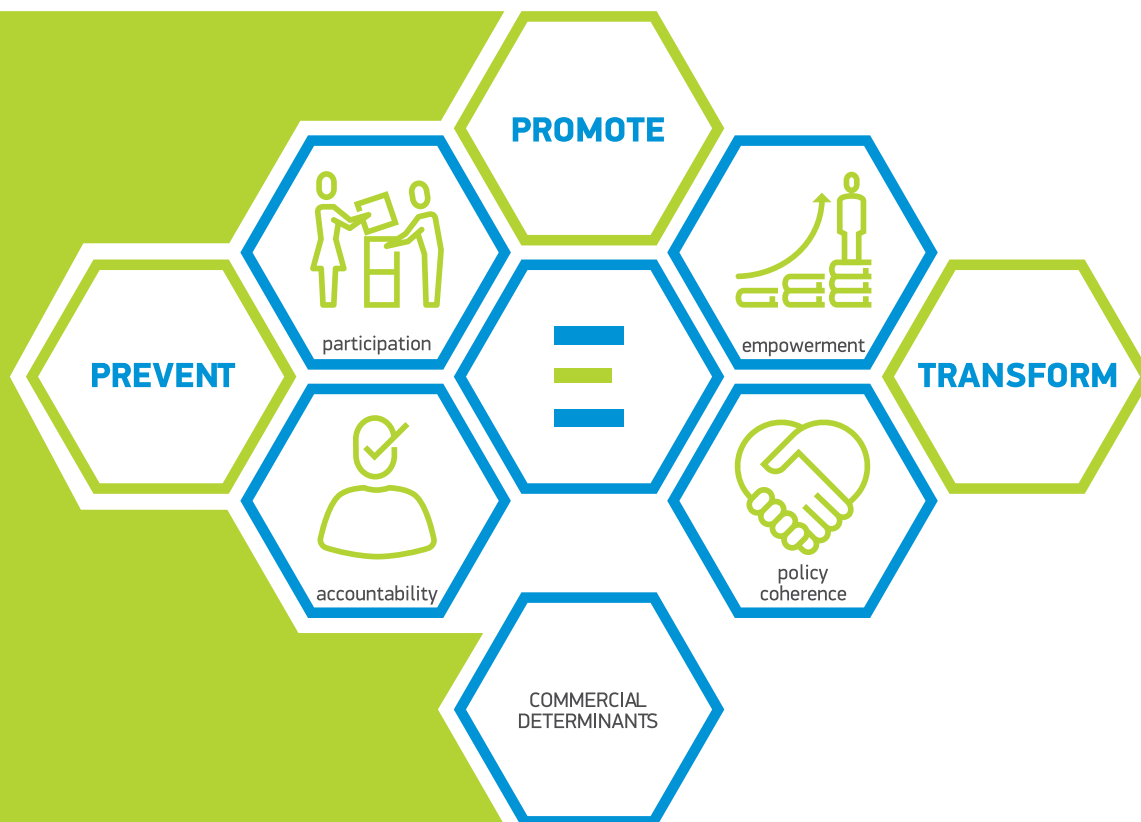 PROMOTE
participation
empowerment
PREVENT
TRANSFORM
accountability
policy
coherence
COMMERCIAL
DETERMINANTS